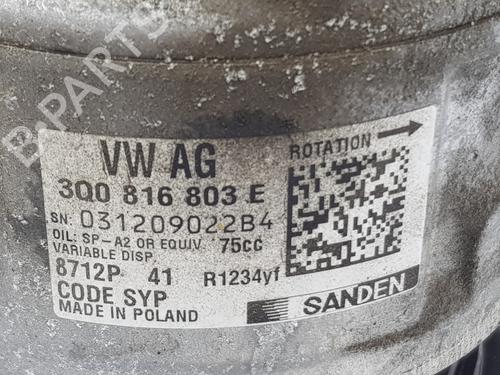 B-PARTS
VW AG
ROTATION
3Q0 816 803 E
SN: 031209022B4
OIL: SP-A2 OR EQUIV 75cc
VARIABLE DISP.
8712P 41 R1234yf
CODE SYP
MADE IN POLAND
SANDEN